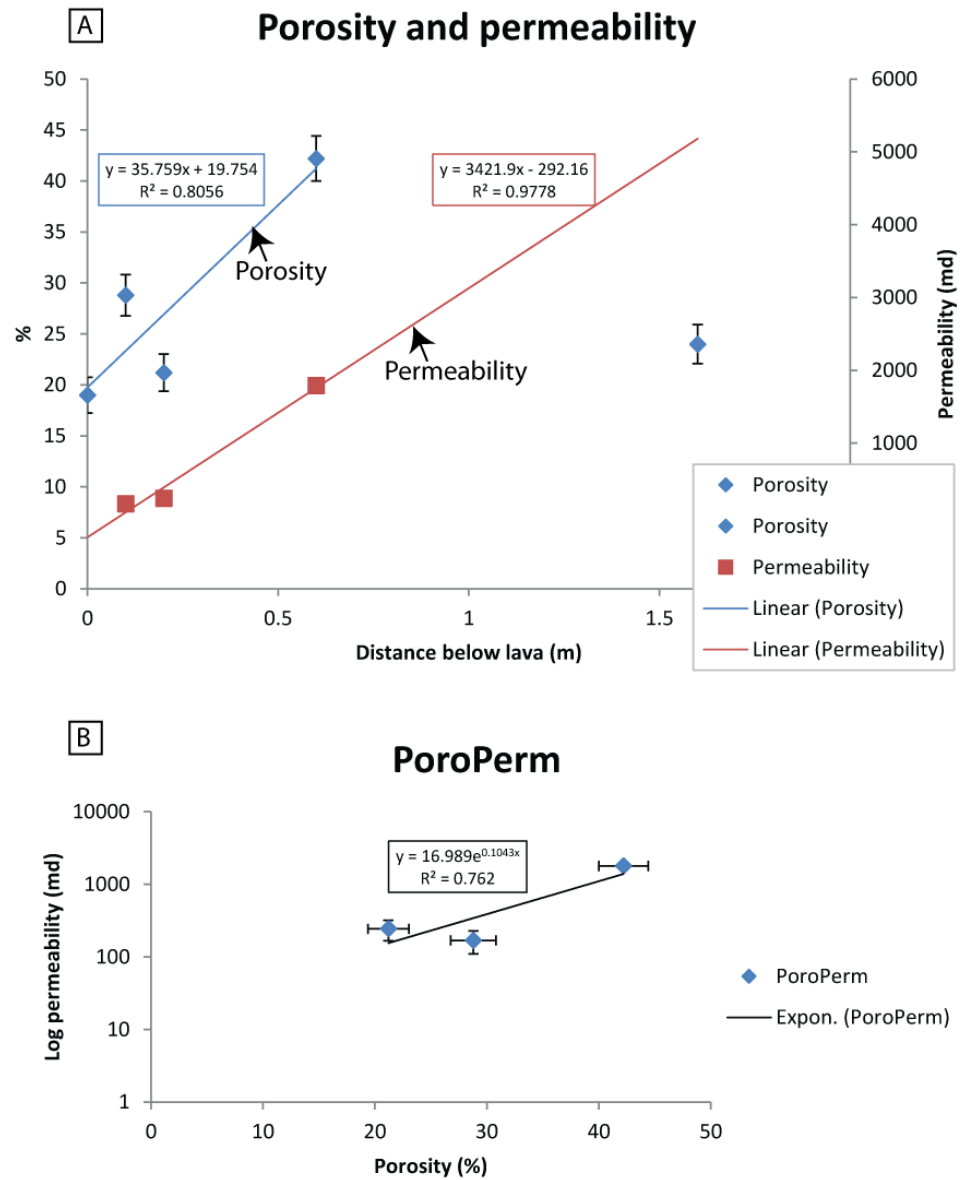 A
Porosity and permeability
50
45
40
35
30
25
20
15
10
5
0
%
6000
5000
4000
3000
2000
1000
Permeability (md)
y = 35.759x + 19.754
R² = 0.8056
y = 3421.9x - 292.16
R² = 0.9778
Porosity
Permeability
0
0.5
1
1.5
Distance below lava (m)
Porosity
Porosity
Permeability
Linear (Porosity)
Linear (Permeability)
B
PoroPerm
10000
1000
100
10
1
Log permeability (md)
y = 16.989e^0.1043x
R² = 0.762
PoroPerm
Expon. (PoroPerm)
0
10
20
30
40
50
Porosity (%)